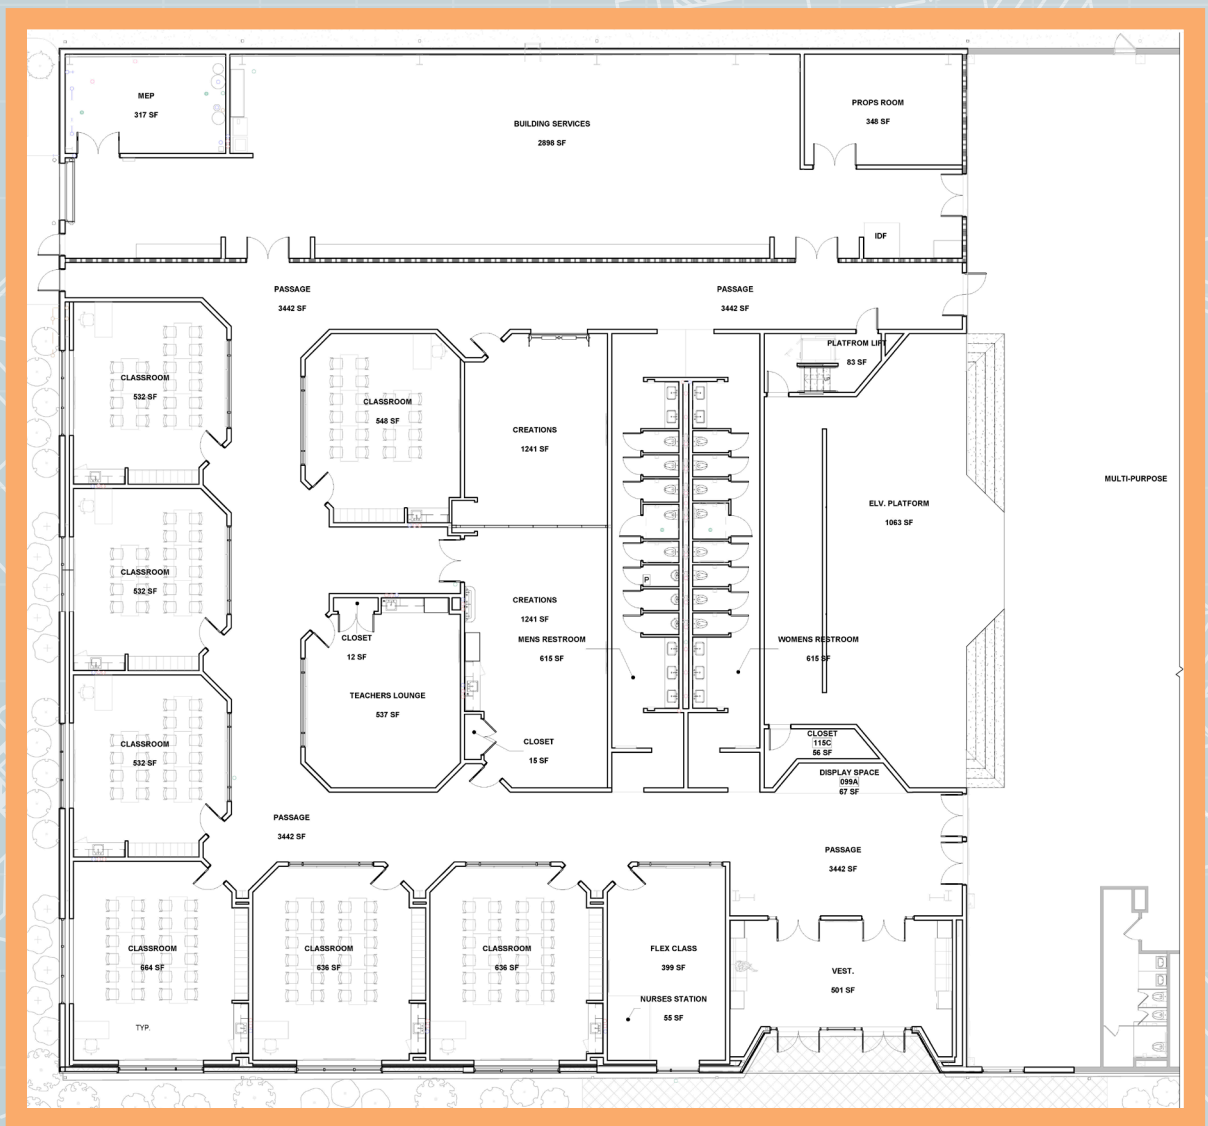 MEP
317 SF
BUILDING SERVICES
2898 SF
PROPS ROOM
348 SF
IDF
PASSAGE
3442 SF
PASSAGE
3442 SF
PLATFROM LIFT
83 SF
CLASSROOM
532 SF
CLASSROOM
548 SF
CREATIONS
1241 SF
ELV. PLATFORM
1063 SF
MULTI-PURPOSE
CLASSROOM
532 SF
P
CREATIONS
1241 SF
MENS RESTROOM
615 SF
WOMENS RESTROOM
615 SF
CLOSET
12 SF
TEACHERS LOUNGE
537 SF
CLASSROOM
532 SF
CLOSET
15 SF
CLOSET
115C
56 SF
DISPLAY SPACE
099A
67 SF
PASSAGE
3442 SF
PASSAGE
3442 SF
CLASSROOM
664 SF
TYP.
CLASSROOM
636 SF
CLASSROOM
636 SF
FLEX CLASS
399 SF
NURSES STATION
55 SF
VEST.
501 SF